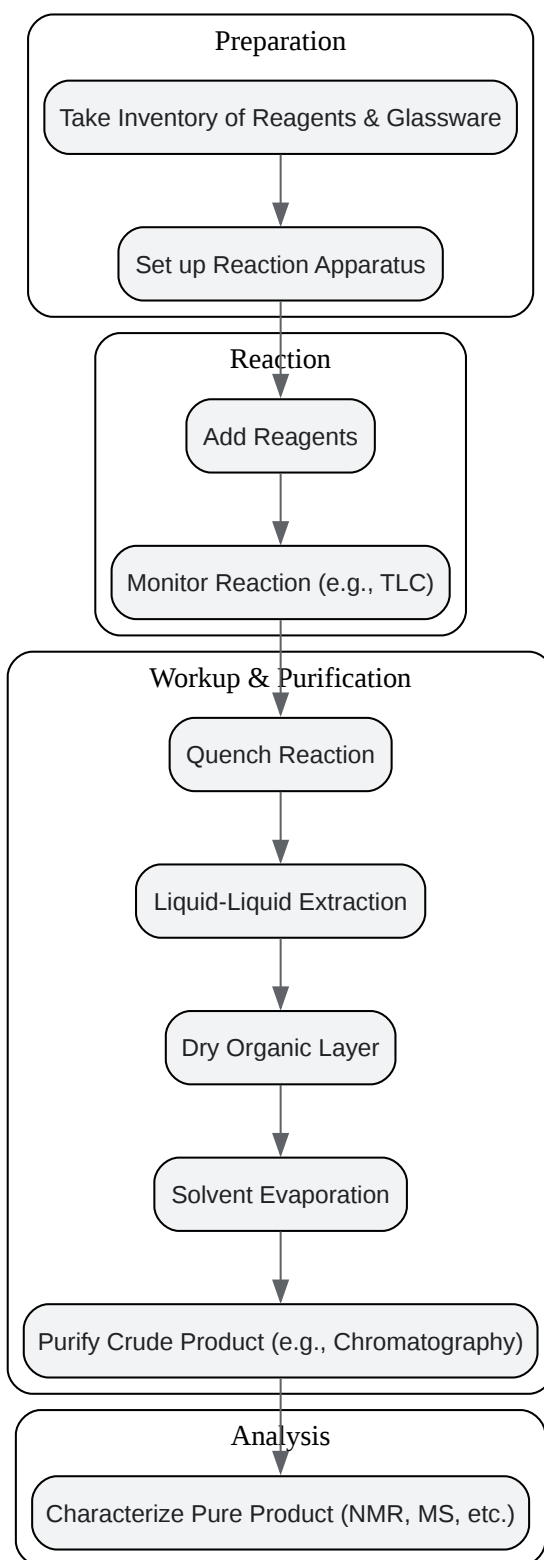 Preparation
Take Inventory of Reagents & Glassware
Set up Reaction Apparatus
Reaction
Add Reagents
Monitor Reaction (e.g., TLC)
Workup & Purification
Quench Reaction
Liquid-Liquid Extraction
Dry Organic Layer
Solvent Evaporation
Purify Crude Product (e.g., Chromatography)
Analysis
Characterize Pure Product (NMR, MS, etc.)